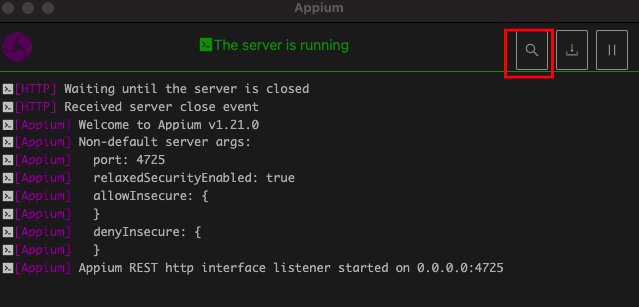 Appium
The server is running
[HTTP] Waiting until the server is closed
[HTTP] Received server close event
[Appium] Welcome to Appium v1.21.0
[Appium] Non-default server args:
[Appium]   port: 4725
[Appium]   relaxedSecurityEnabled: true
[Appium]   allowInsecure: {
[Appium]   }
[Appium]   denyInsecure: {
[Appium]   }
[Appium] Appium REST http interface listener started on 0.0.0.0:4725